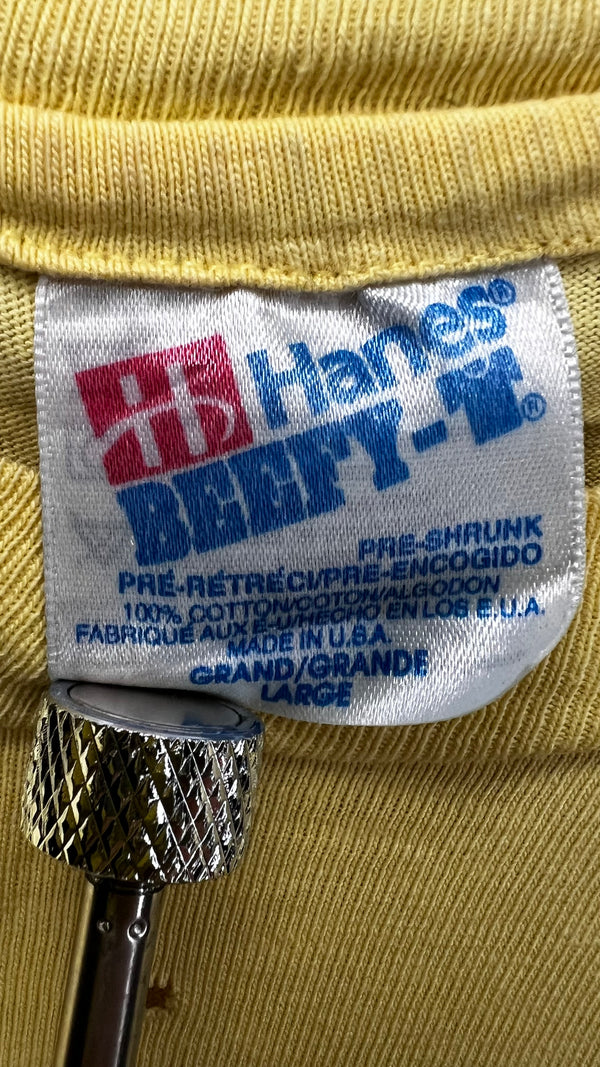 H Hanes®
BEEFY-T®
PRE-SHRUNK
PRÉ-RÉTRÉCI/PRE-ENCOGIDO
100% COTTON/COTON/ALGODON
FABRIQUÉ AUX É-U/HECHO EN LOS E.U.A.
MADE IN U.S.A.
GRAND/GRANDE
LARGE